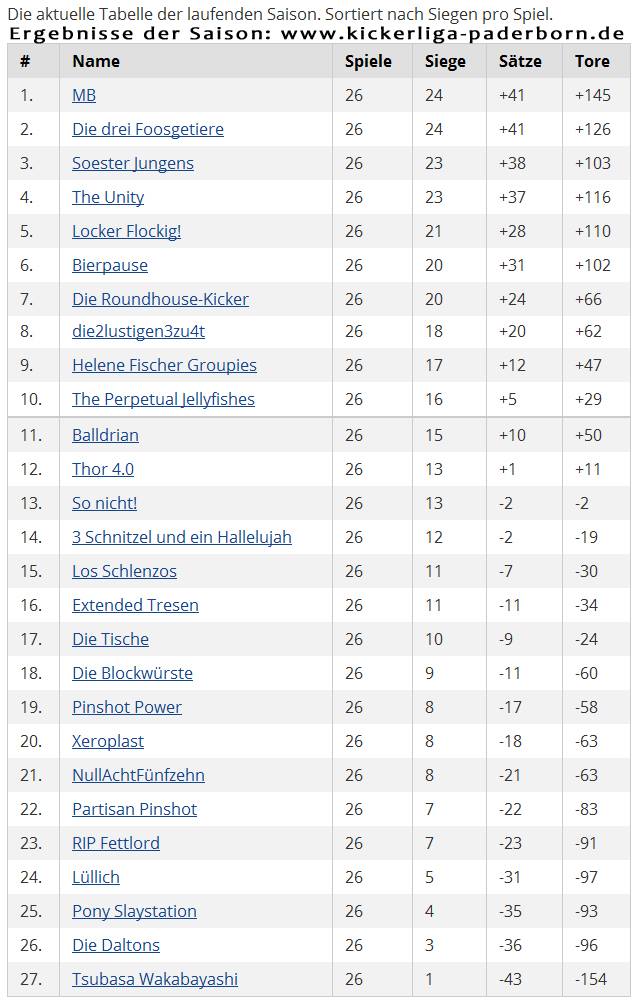 Die aktuelle Tabelle der laufenden Saison. Sortiert nach Siegen pro Spiel.
Ergebnisse der Saison: www.kickerliga-paderborn.de
# Name Spiele Siege Sätze Tore
1. MB 26 24 +41 +145
2. Die drei Foosgetiere 26 24 +41 +126
3. Soester Jungens 26 23 +38 +103
4. The Unity 26 23 +37 +116
5. Locker Flockig! 26 21 +28 +110
6. Bierpause 26 20 +31 +102
7. Die Roundhouse-Kicker 26 20 +24 +66
8. die2lustigen3zu4t 26 18 +20 +62
9. Helene Fischer Groupies 26 17 +12 +47
10. The Perpetual Jellyfishes 26 16 +5 +29
11. Balldrian 26 15 +10 +50
12. Thor 4.0 26 13 +1 +11
13. So nicht! 26 13 -2 -2
14. 3 Schnitzel und ein Hallelujah 26 12 -2 -19
15. Los Schlenzos 26 11 -7 -30
16. Extended Tresen 26 11 -11 -34
17. Die Tische 26 10 -9 -24
18. Die Blockwürste 26 9 -11 -60
19. Pinshot Power 26 8 -17 -58
20. Xeroplast 26 8 -18 -63
21. NullAchtFünfzehn 26 8 -21 -63
22. Partisan Pinshot 26 7 -22 -83
23. RIP Fettlord 26 7 -23 -91
24. Lüllich 26 5 -31 -97
25. Pony Slaystation 26 4 -35 -93
26. Die Daltons 26 3 -36 -96
27. Tsubasa Wakabayashi 26 1 -43 -154